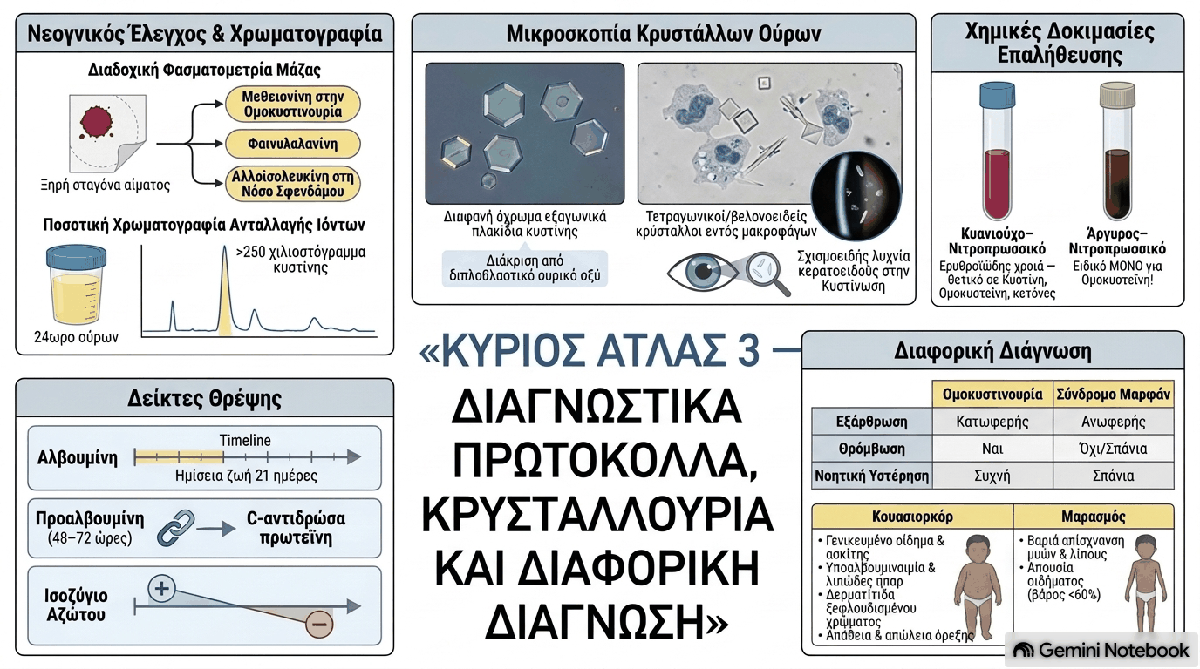 Νεογνικός Έλεγχος & Χρωματογραφία
Διαδοχική Φασματομετρία Μάζας
Μεθειονίνη στην
Ομοκυστινουρία
Φαινυλαλανίνη
Αλλοϊσολευκίνη στη
Νόσο Σφενδάμου
Ξηρή σταγόνα αίματος
Ποσοτική Χρωματογραφία Ανταλλαγής Ιόντων
>250 χιλιοστόγραμμα
κυστίνης
24ωρο ούρων
Μικροσκοπία Κρυστάλλων Ούρων
Διαφανή άχρωμα εξαγωνικά
πλακίδια κυστίνης
Διάκριση από
διπλοθλαστικό ουρικό οξύ
Τετραγωνικοί/βελονοειδείς
κρύσταλλοι εντός μακροφάγων
Σχισμοειδής λυχνία
κερατοειδούς στην
Κυστίνωση
Χημικές Δοκιμασίες
Επαλήθευσης
Κυανιούχο–
Νιτροπρωσικό
Ερυθροϊώδης χροιά –
θετικό σε Κυστίνη,
Ομοκυστεΐνη, κετόνες
Άργυρος–
Νιτροπρωσσικό
Ειδικό ΜΟΝΟ για
Ομοκυστεΐνη!
«ΚΥΡΙΟΣ ΑΤΛΑΣ 3 —
ΔΙΑΓΝΩΣΤΙΚΑ
ΠΡΩΤΟΚΟΛΛΑ,
ΚΡΥΣΤΑΛΛΟΥΡΙΑ
ΚΑΙ ΔΙΑΦΟΡΙΚΗ
ΔΙΑΓΝΩΣΗ»
Δείκτες Θρέψης
Αλβουμίνη
Timeline
Ημίσεια ζωή 21 ημέρες
Προαλβουμίνη
(48–72 ώρες)
C-αντιδρώσα
πρωτεΐνη
Ισοζύγιο
Αζώτου
Διαφορική Διάγνωση
Ομοκυστινουρία Σύνδρομο Μαρφάν
Εξάρθρωση Κατωφερής Ανωφερής
Θρόμβωση Ναι Όχι/Σπάνια
Νοητική Υστέρηση Συχνή Σπάνια
Κουασιορκόρ
• Γενικευμένο οίδημα &
ασκίτης
• Υποαλβουμιναιμία &
λιπώδες ήπαρ
• Δερματίτιδα
ξεφλουδισμένου
χρώματος
• Απάθεια & απώλεια όρεξης
Μαρασμός
• Βαριά απίσχνανση
μυών & λίπους
• Απουσία
οιδήματος
(βάρος <60%)
Gemini Notebook